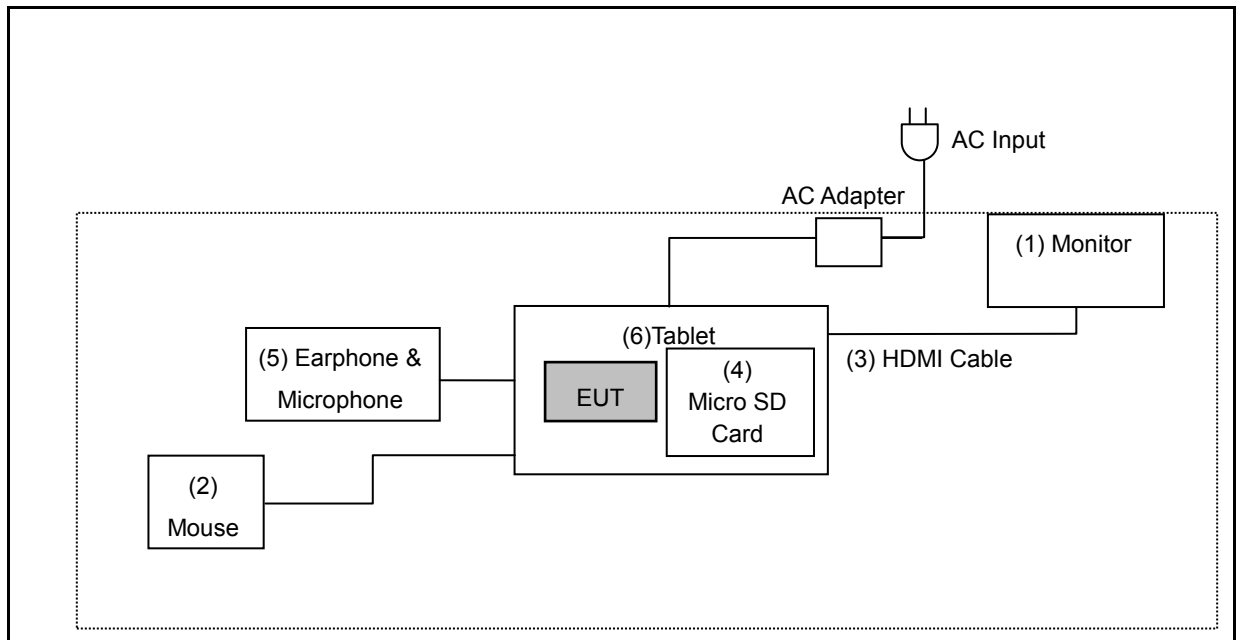 AC Input
AC Adapter
(1) Monitor
(6)Tablet
(3) HDMI Cable
(5) Earphone &
Microphone
EUT
(4)
Micro SD
Card
(2)
Mouse